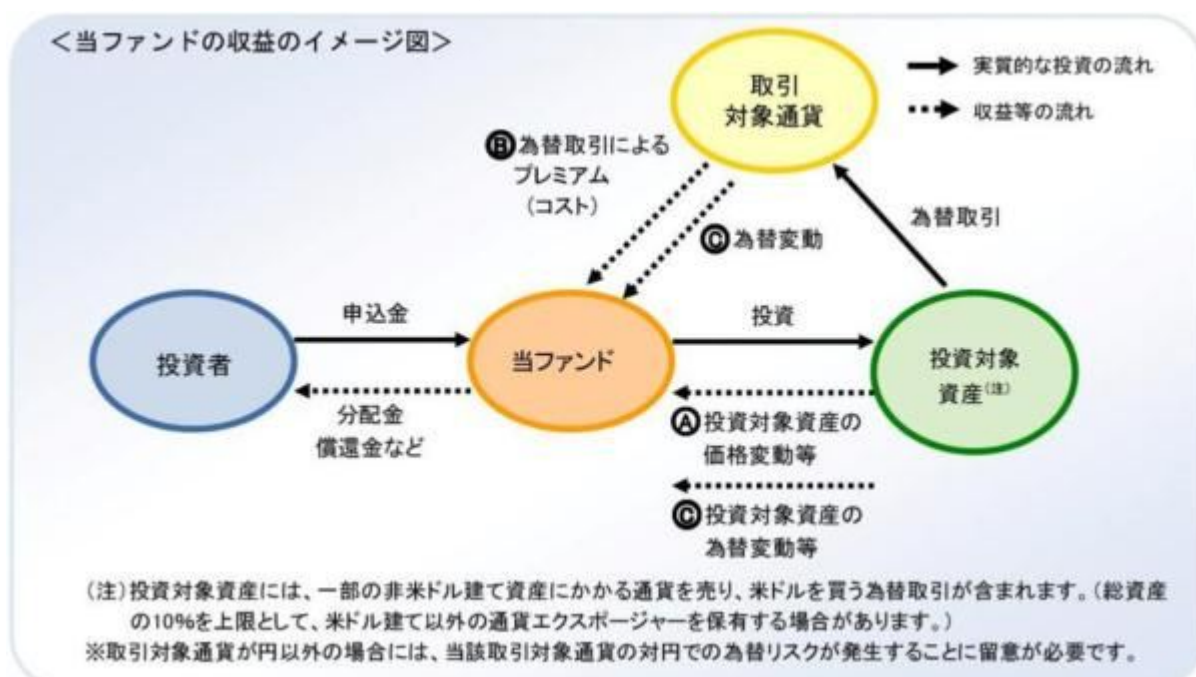 ＜当ファンドの収益のイメージ図＞
取引
対象通貨
実質的な投資の流れ
収益等の流れ
Ⓑ為替取引による
プレミアム
（コスト）
Ⓒ為替変動
為替取引
投資者
申込金
分配金
償還金など
当ファンド
投資
投資対象
資産(注)
Ⓐ投資対象資産の
価格変動等
Ⓒ投資対象資産の
為替変動等
（注）投資対象資産には、一部の非米ドル建て資産にかかる通貨を売り、米ドルを買う為替取引が含まれます。（総資産
の10%を上限として、米ドル建て以外の通貨エクスポージャーを保有する場合があります。）
※取引対象通貨が円以外の場合には、当該取引対象通貨の対円での為替リスクが発生することに留意が必要です。